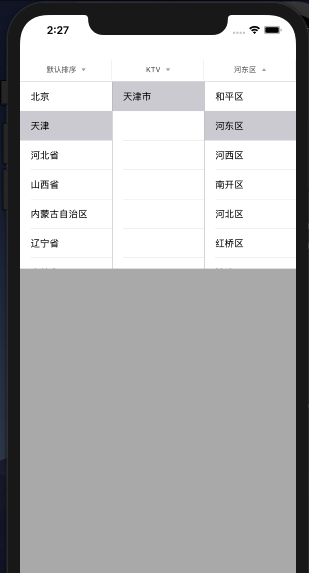 2:27
默认排序 KTV 河东区
北京 天津市 和平区
天津 河东区
河北省 河西区
山西省 南开区
内蒙古自治区 河北区
辽宁省 红桥区